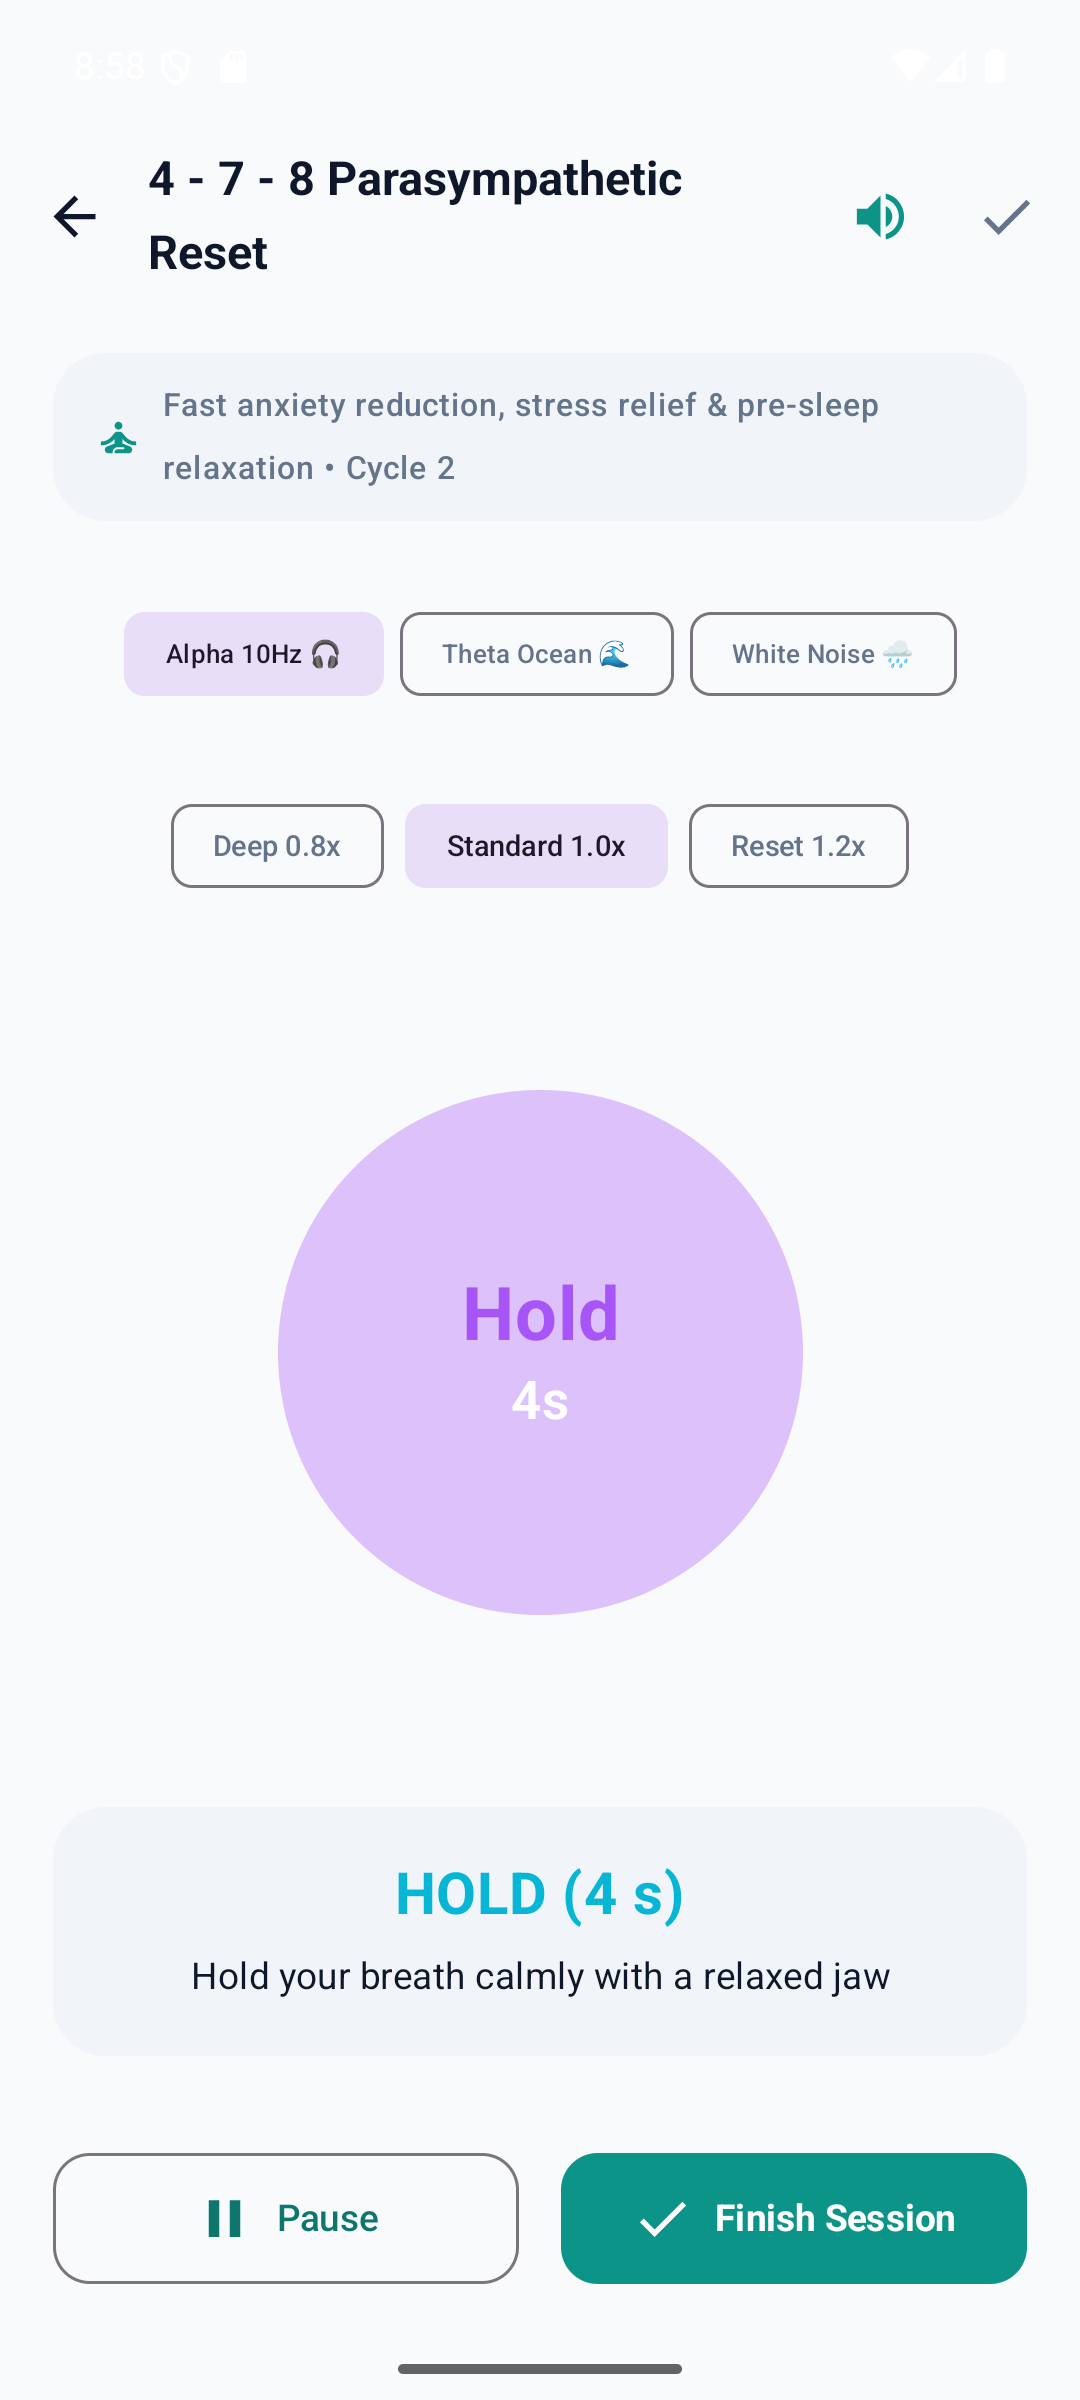 8:58
4 - 7 - 8 Parasympathetic
Reset
Fast anxiety reduction, stress relief & pre-sleep
relaxation • Cycle 2
Alpha 10Hz 🎧
Theta Ocean 🌊
White Noise 🌧️
Deep 0.8x
Standard 1.0x
Reset 1.2x
Hold
4s
HOLD (4 s)
Hold your breath calmly with a relaxed jaw
Pause
Finish Session